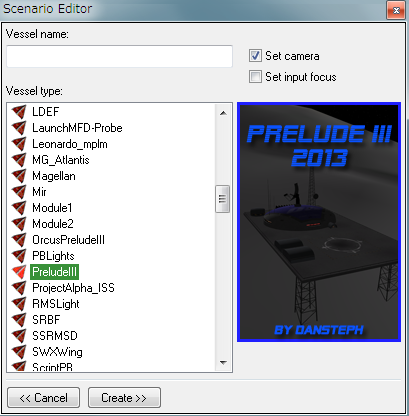 Scenario Editor
Vessel name:
Set camera
Set input focus
Vessel type:
LDEF
LaunchMFD-Probe
Leonardo_mplm
MG_Atlantis
Magellan
Mir
Module1
Module2
OrcusPreludeIII
PBLights
PreludeIII
ProjectAlpha_ISS
RMSLight
SRBF
SSRMSD
SWXWing
ScriptPB
PRELUDE III
2013
BY DANSTEPH
<< Cancel
Create >>